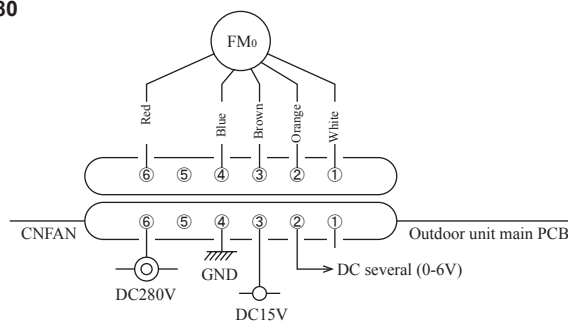 30
FM0
Red
Blue
Brown
Orange
White
⑥ ⑤ ④ ③ ② ①
⑥ ⑤ ④ ③ ② ①
CNFAN
Outdoor unit main PCB
GND
DC several (0-6V)
DC280V
DC15V